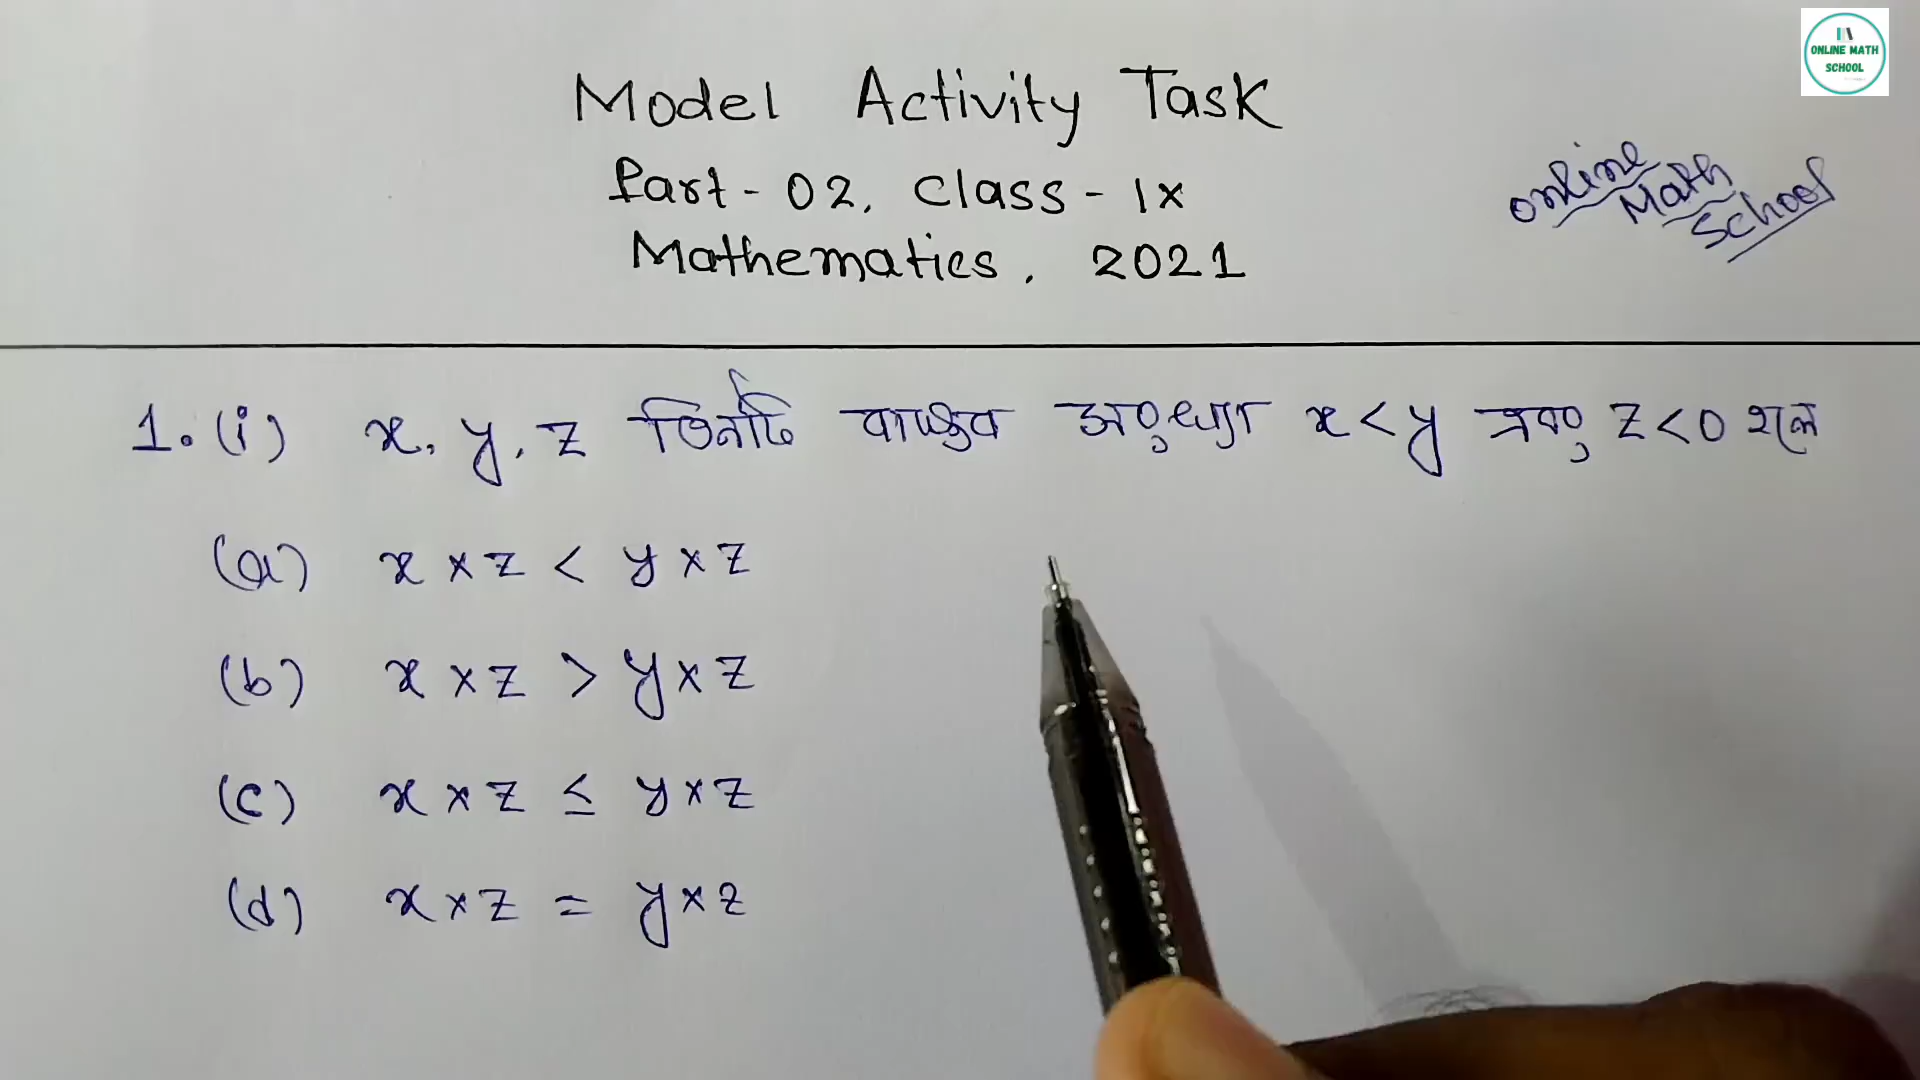 ONLINE MATH
SCHOOL
Model Activity Task
Part - 02, Class - IX
Mathematics, 2021
online
Math
School
1. (i) x, y, z তিনটি বাস্তব সংখ্যা x < y এবং z < 0 হলে
(a) x × z < y × z
(b) x × z > y × z
(c) x × z ≤ y × z
(d) x × z = y × z